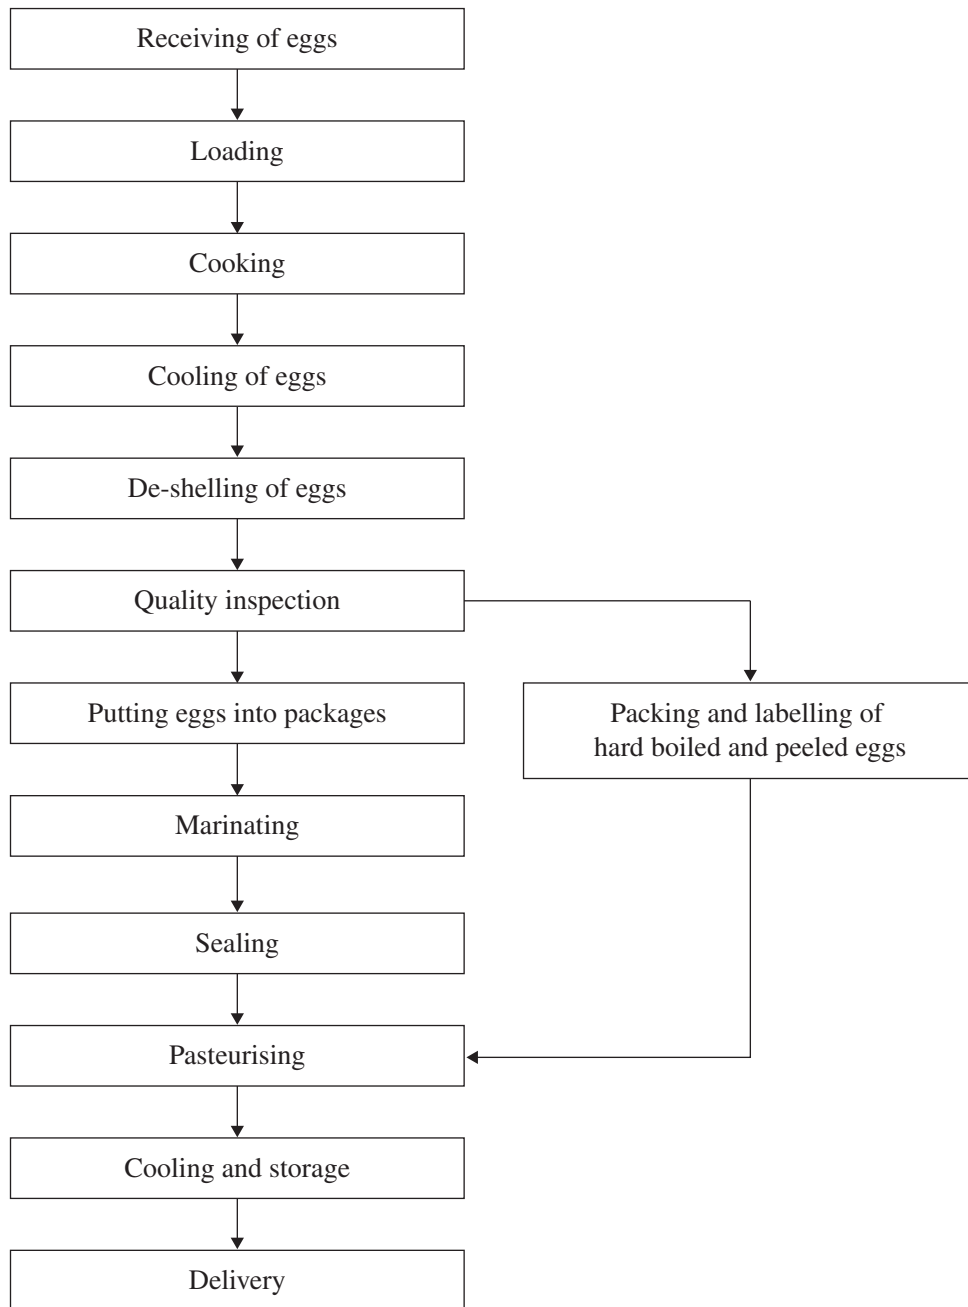 Receiving of eggs
Loading
Cooking
Cooling of eggs
De-shelling of eggs
Quality inspection
Putting eggs into packages
Packing and labelling of
hard boiled and peeled eggs
Marinating
Sealing
Pasteurising
Cooling and storage
Delivery